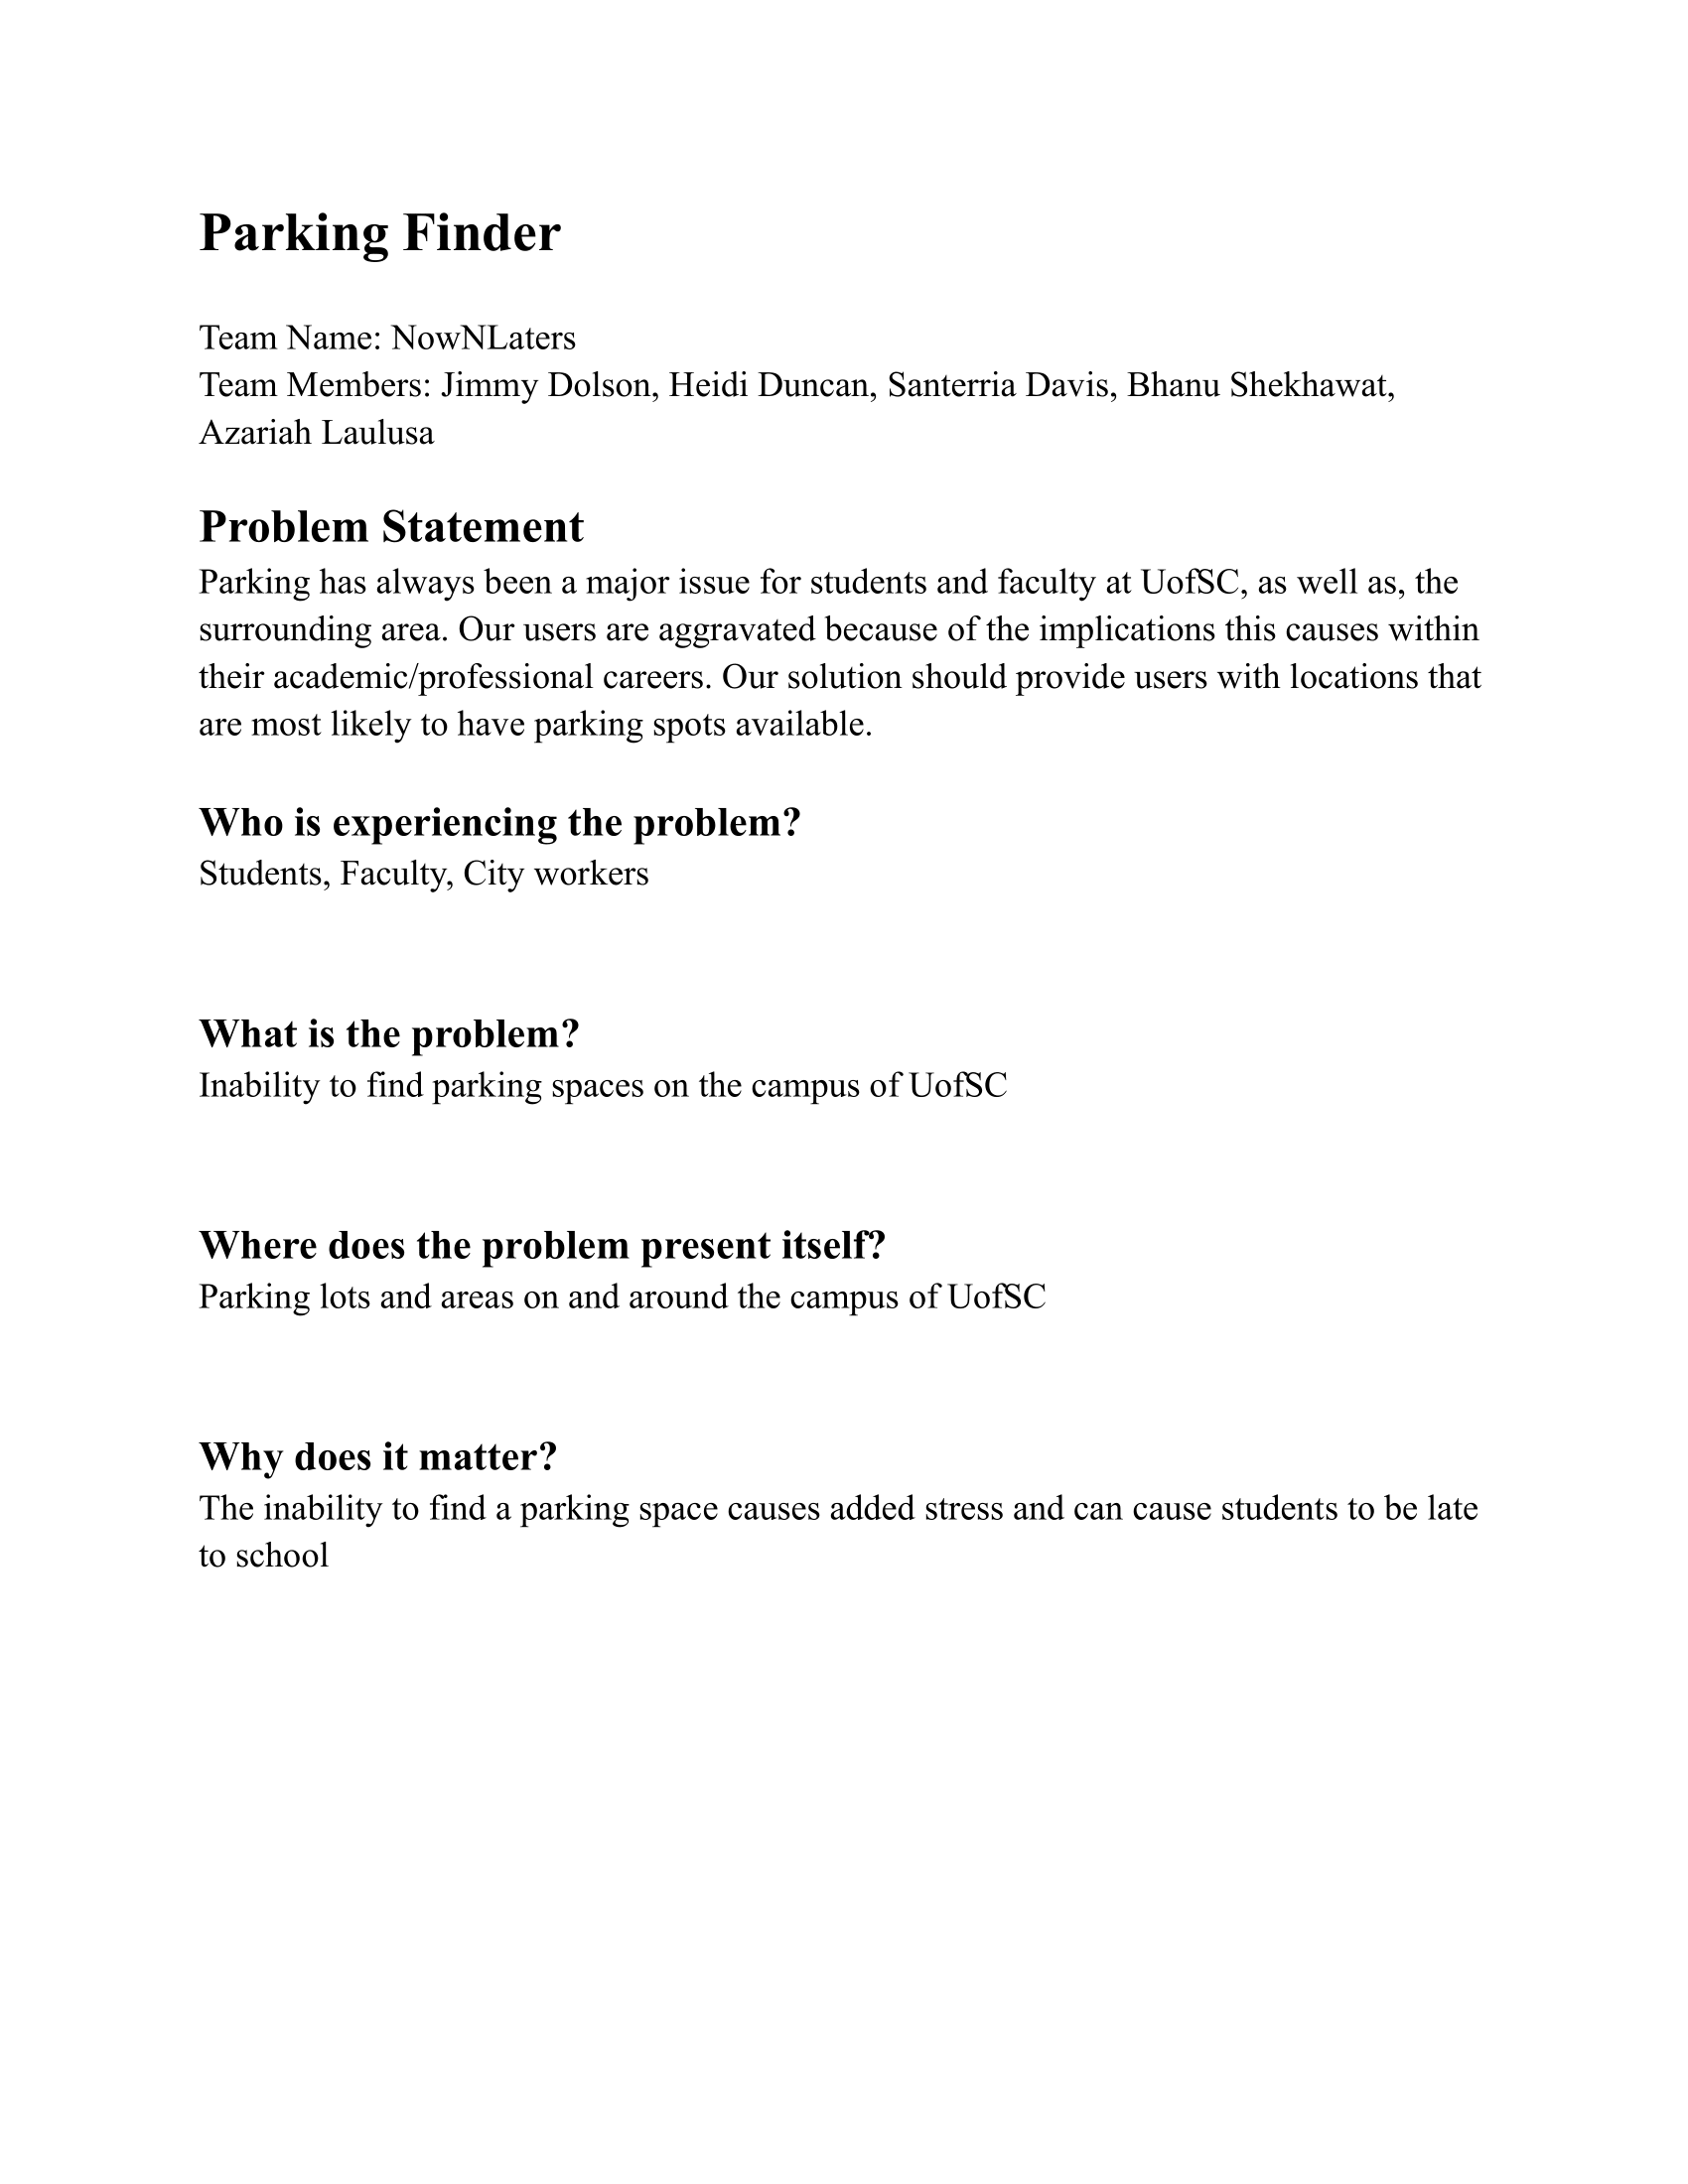 Parking Finder
Team Name: NowNLaters
Team Members: Jimmy Dolson, Heidi Duncan, Santerria Davis, Bhanu Shekhawat,
Azariah Laulusa
Problem Statement
Parking has always been a major issue for students and faculty at UofSC, as well as, the
surrounding area. Our users are aggravated because of the implications this causes within
their academic/professional careers. Our solution should provide users with locations that
are most likely to have parking spots available.
Who is experiencing the problem?
Students, Faculty, City workers
What is the problem?
Inability to find parking spaces on the campus of UofSC
Where does the problem present itself?
Parking lots and areas on and around the campus of UofSC
Why does it matter?
The inability to find a parking space causes added stress and can cause students to be late
to school